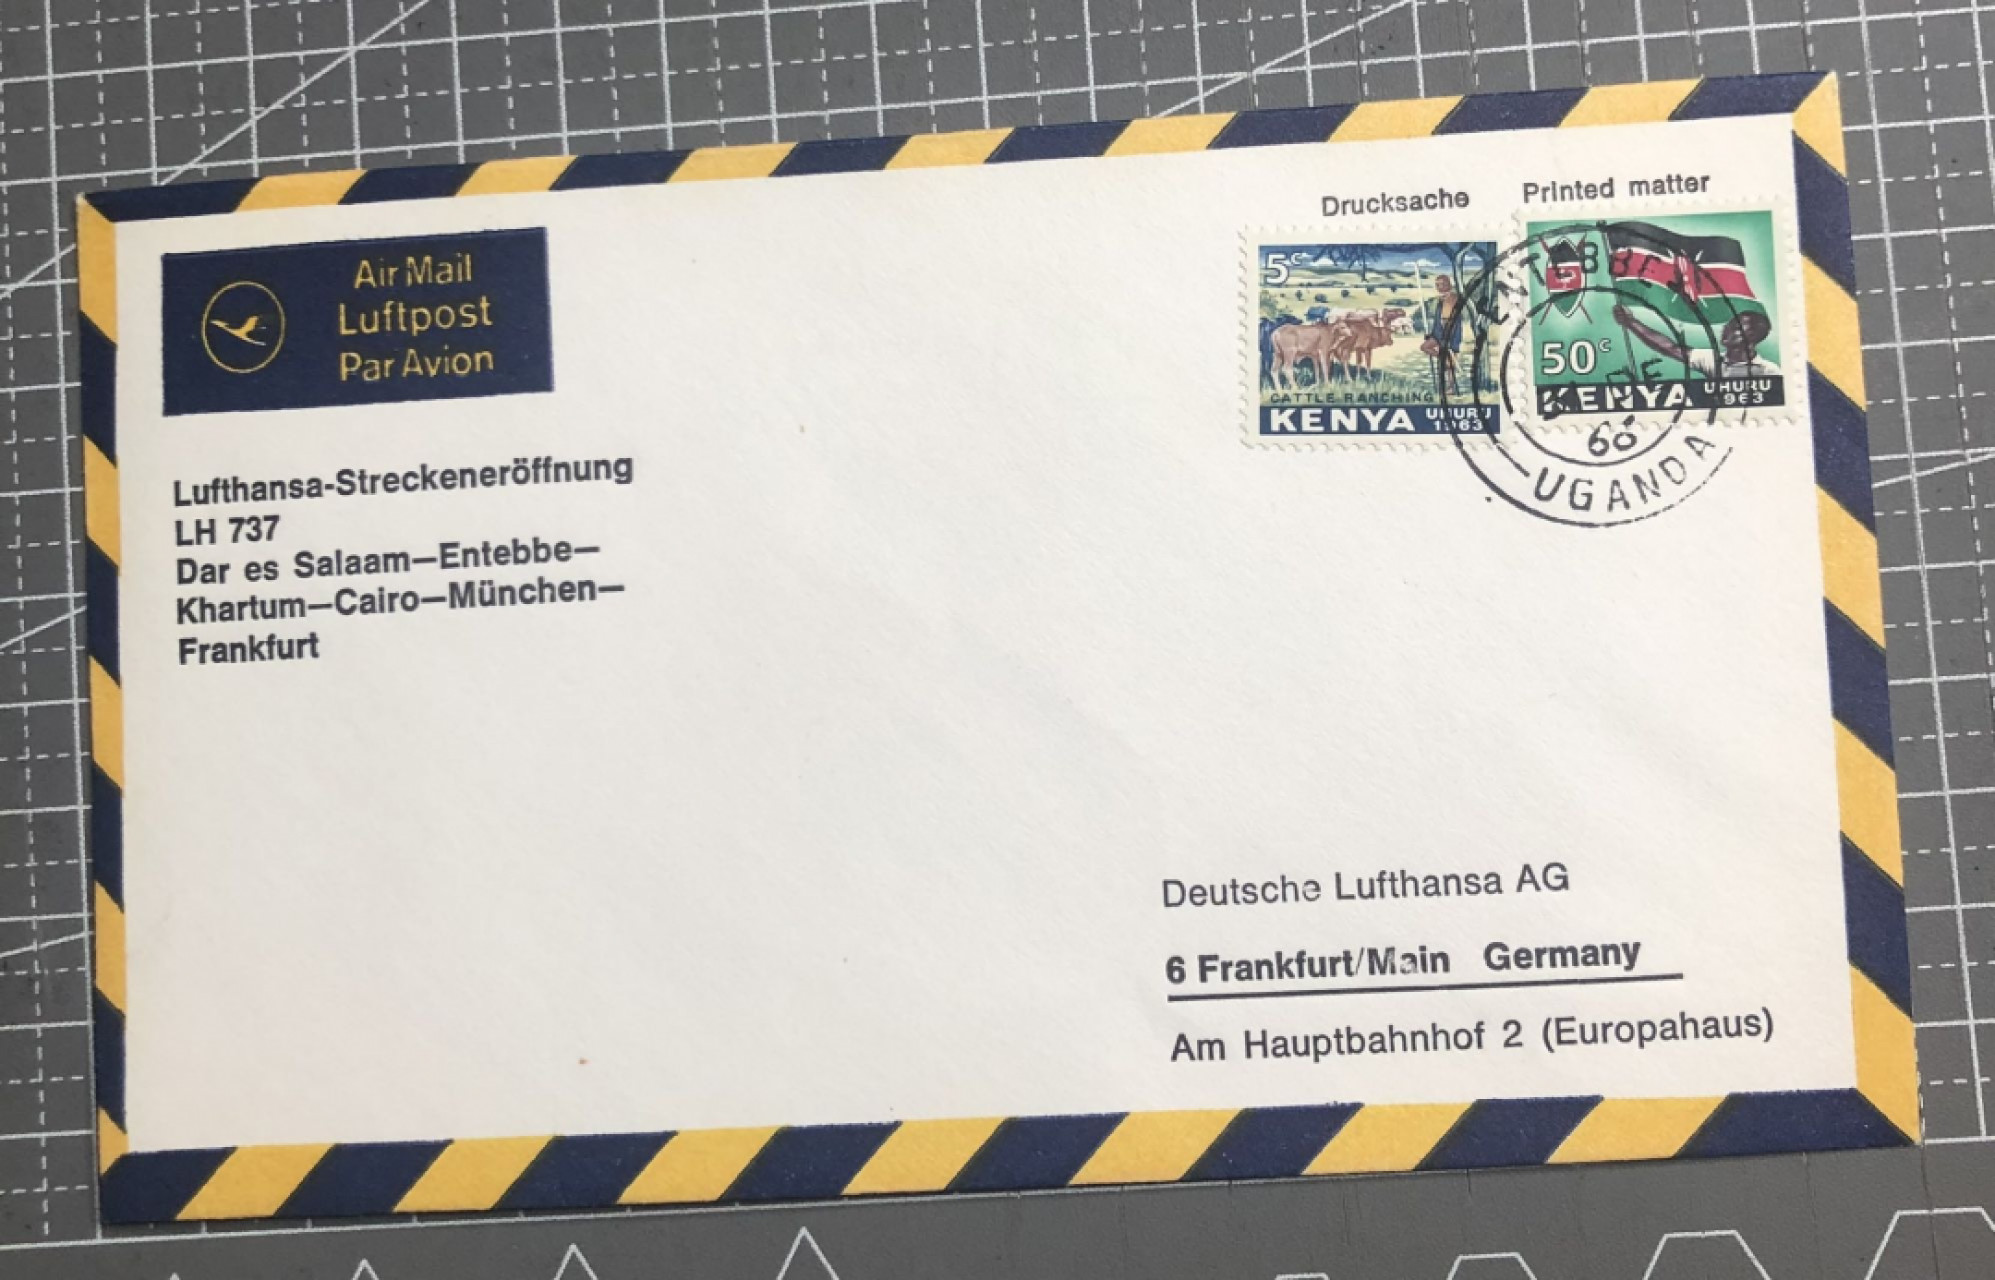 Air Mail
Luftpost
Par Avion
Drucksache Printed matter
5c
CATTLE RANCHING
KENYA UHURU 1963
50c
KENYA UHURU 1963
ENTEBBE
DE
UGANDA
Lufthansa-Streckeneröffnung
LH 737
Dar es Salaam—Entebbe—
Khartum—Cairo—München—
Frankfurt
Deutsche Lufthansa AG
6 Frankfurt/Main Germany
Am Hauptbahnhof 2 (Europahaus)